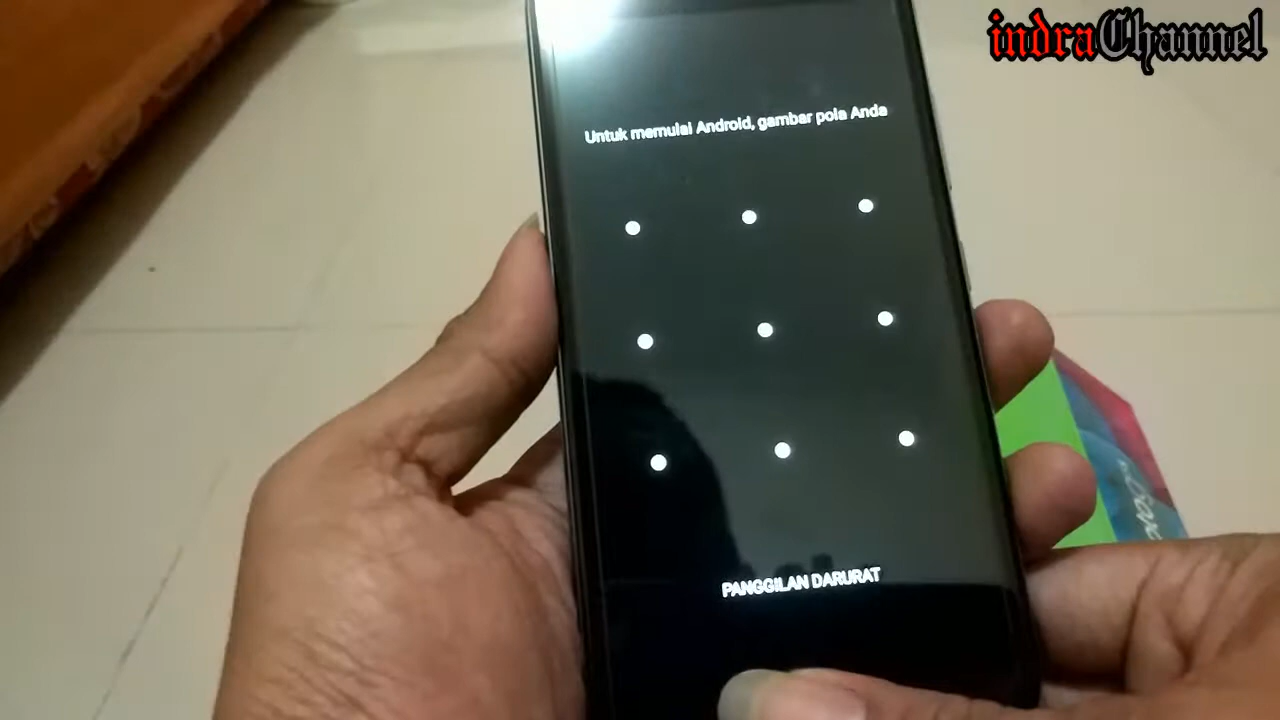 indraChannel
Untuk memulai Android, gambar pola Anda
PANGGILAN DARURAT